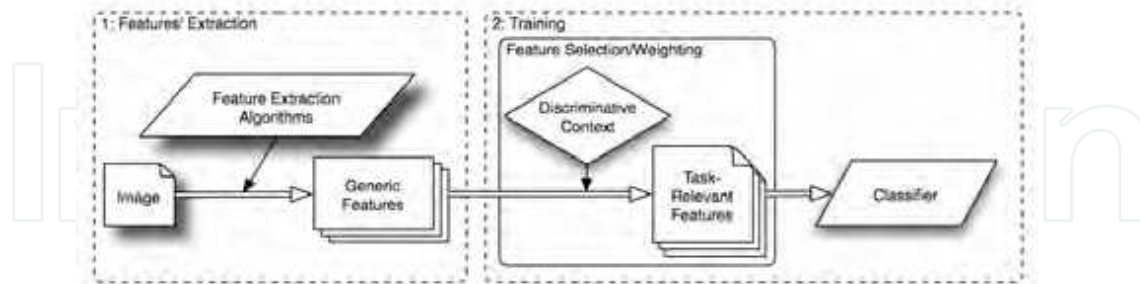 1: Features' Extraction
Feature Extraction
Algorithms
Image
Generic
Features
2: Training
Feature Selection/Weighting
Discriminative
Context
Task-
Relevant
Features
Classifier